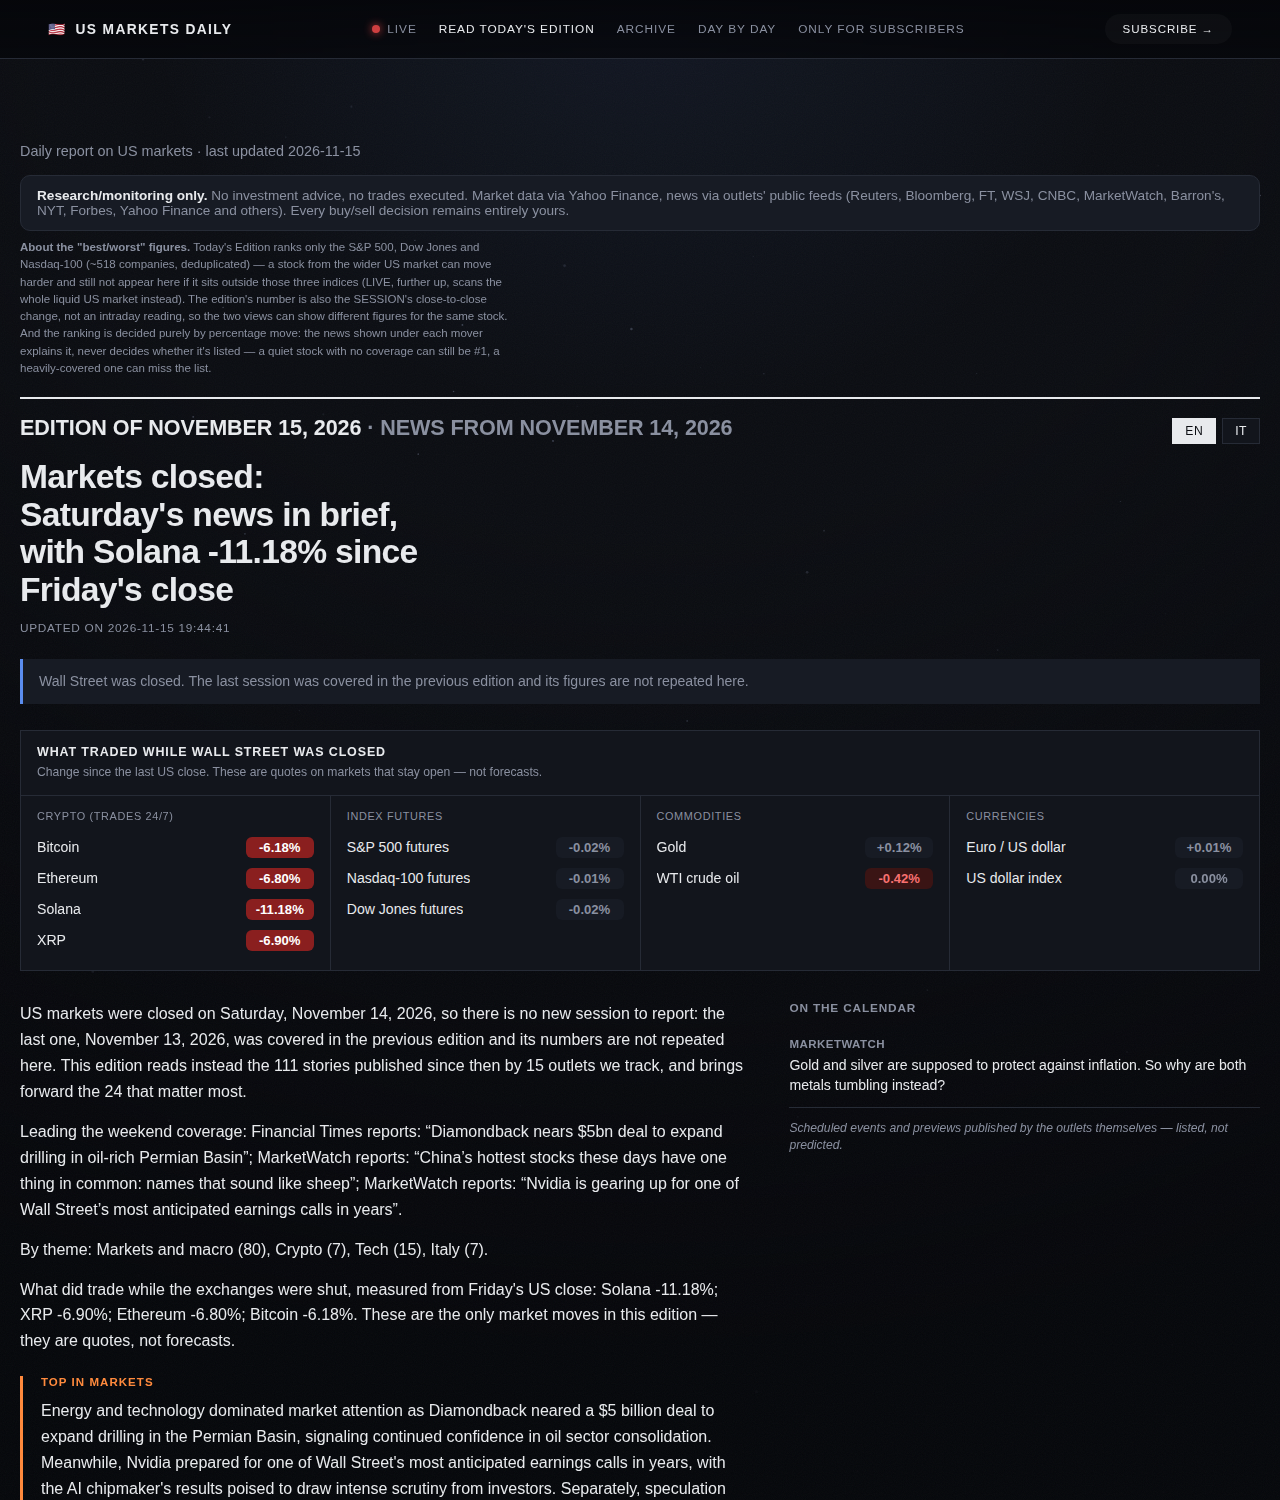 US MARKETS DAILY
LIVE
READ TODAY'S EDITION
ARCHIVE
DAY BY DAY
ONLY FOR SUBSCRIBERS
SUBSCRIBE →
Daily report on US markets · last updated 2026-11-15
Research/monitoring only. No investment advice, no trades executed. Market data via Yahoo Finance, news via outlets' public feeds (Reuters, Bloomberg, FT, WSJ, CNBC, MarketWatch, Barron's,
NYT, Forbes, Yahoo Finance and others). Every buy/sell decision remains entirely yours.
About the "best/worst" figures. Today's Edition ranks only the S&P 500, Dow Jones and
Nasdaq-100 (~518 companies, deduplicated) — a stock from the wider US market can move
harder and still not appear here if it sits outside those three indices (LIVE, further up, scans the
whole liquid US market instead). The edition's number is also the SESSION's close-to-close
change, not an intraday reading, so the two views can show different figures for the same stock.
And the ranking is decided purely by percentage move: the news shown under each mover
explains it, never decides whether it's listed — a quiet stock with no coverage can still be #1, a
heavily-covered one can miss the list.
EDITION OF NOVEMBER 15, 2026 · NEWS FROM NOVEMBER 14, 2026
EN
IT
Markets closed:
Saturday's news in brief,
with Solana -11.18% since
Friday's close
UPDATED ON 2026-11-15 19:44:41
Wall Street was closed. The last session was covered in the previous edition and its figures are not repeated here.
WHAT TRADED WHILE WALL STREET WAS CLOSED
Change since the last US close. These are quotes on markets that stay open — not forecasts.
CRYPTO (TRADES 24/7)
Bitcoin -6.18%
Ethereum -6.80%
Solana -11.18%
XRP -6.90%
INDEX FUTURES
S&P 500 futures -0.02%
Nasdaq-100 futures -0.01%
Dow Jones futures -0.02%
COMMODITIES
Gold +0.12%
WTI crude oil -0.42%
CURRENCIES
Euro / US dollar +0.01%
US dollar index 0.00%
US markets were closed on Saturday, November 14, 2026, so there is no new session to report: the
last one, November 13, 2026, was covered in the previous edition and its numbers are not repeated
here. This edition reads instead the 111 stories published since then by 15 outlets we track, and brings
forward the 24 that matter most.
Leading the weekend coverage: Financial Times reports: “Diamondback nears $5bn deal to expand
drilling in oil-rich Permian Basin”; MarketWatch reports: “China’s hottest stocks these days have one
thing in common: names that sound like sheep”; MarketWatch reports: “Nvidia is gearing up for one of
Wall Street’s most anticipated earnings calls in years”.
By theme: Markets and macro (80), Crypto (7), Tech (15), Italy (7).
What did trade while the exchanges were shut, measured from Friday's US close: Solana -11.18%;
XRP -6.90%; Ethereum -6.80%; Bitcoin -6.18%. These are the only market moves in this edition —
they are quotes, not forecasts.
TOP IN MARKETS
Energy and technology dominated market attention as Diamondback neared a $5 billion deal to
expand drilling in the Permian Basin, signaling continued confidence in oil sector consolidation.
Meanwhile, Nvidia prepared for one of Wall Street's most anticipated earnings calls in years, with
the AI chipmaker's results poised to draw intense scrutiny from investors. Separately, speculation
ON THE CALENDAR
MARKETWATCH
Gold and silver are supposed to protect against inflation. So why are both
metals tumbling instead?
Scheduled events and previews published by the outlets themselves — listed, not
predicted.